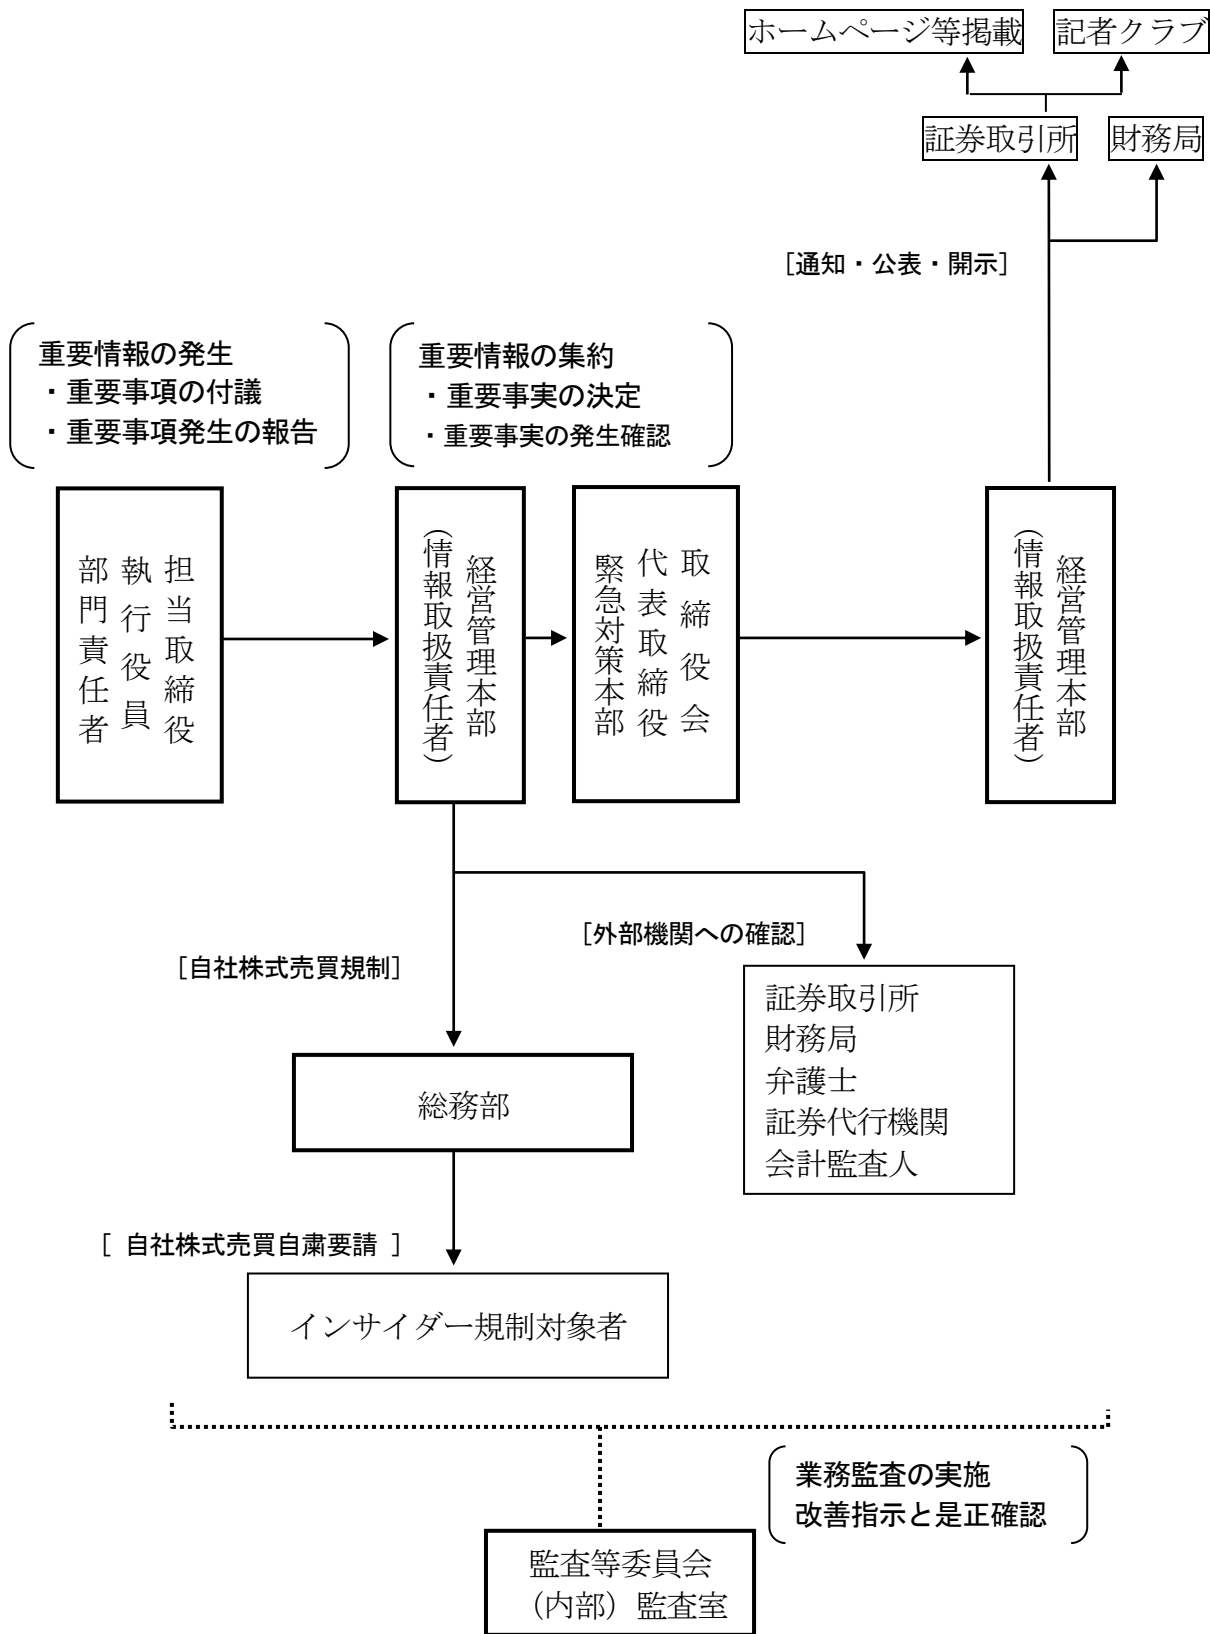 ホームページ等掲載
記者クラブ
証券取引所
財務局
［通知・公表・開示］
重要情報の発生
・重要事項の付議
・重要事項発生の報告
重要情報の集約
・重要事実の決定
・重要事実の発生確認
担当取締役
執行役員
部門責任者
経営管理本部
（情報取扱責任者）
取締役会
代表取締役
緊急対策本部
経営管理本部
（情報取扱責任者）
［自社株式売買規制］
［外部機関への確認］
証券取引所
財務局
弁護士
証券代行機関
会計監査人
総務部
［ 自社株式売買自粛要請 ］
インサイダー規制対象者
業務監査の実施
改善指示と是正確認
監査等委員会
（内部）監査室